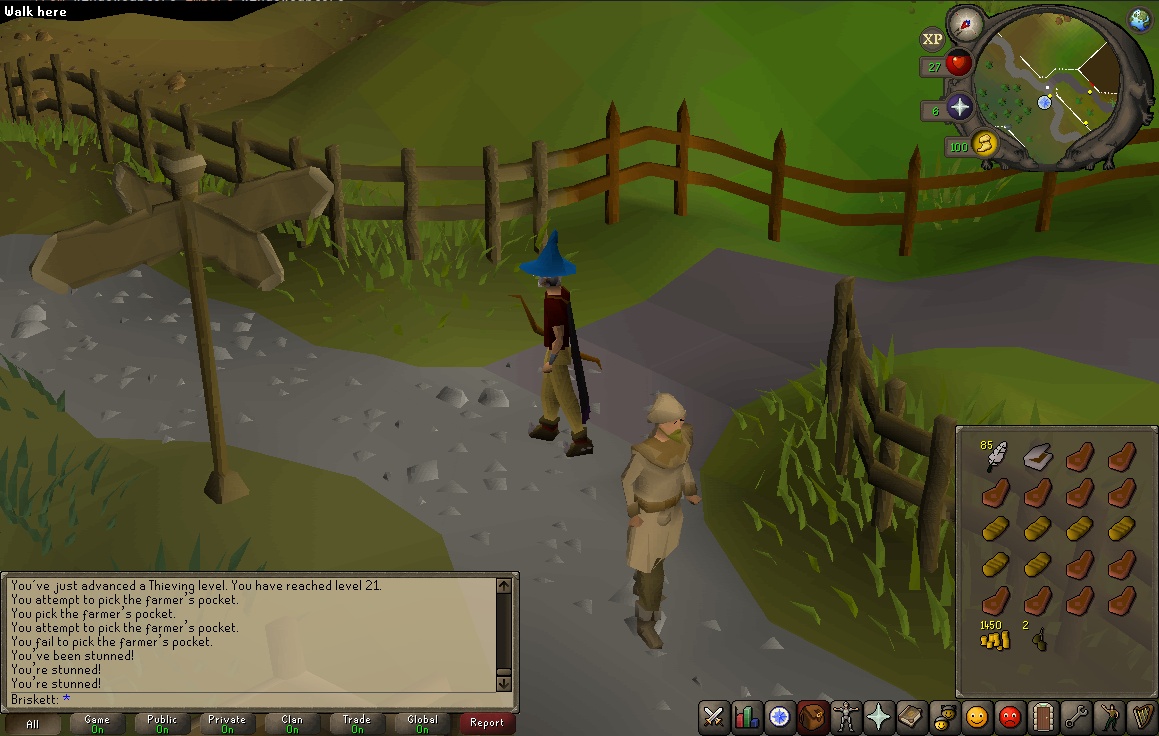 Walk here
XP
27
6
100
85
1450
2
You've just advanced a Thieving level. You have reached level 21.
You attempt to pick the farmer's pocket.
You pick the farmer's pocket.
You attempt to pick the farmer's pocket.
You fail to pick the farmer's pocket.
You've been stunned!
You're stunned!
You're stunned!
Briskett: *
All
Game
On
Public
On
Private
On
Clan
On
Trade
On
Global
On
Report